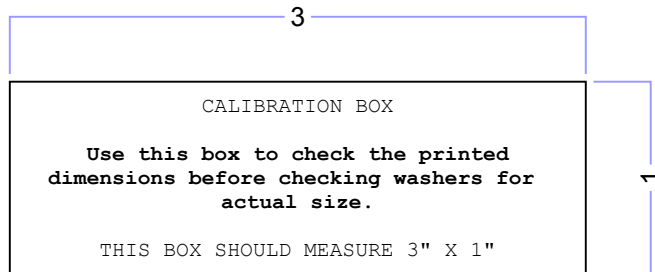 3
CALIBRATION BOX
Use this box to check the printed
dimensions before checking washers for
actual size.
1
THIS BOX SHOULD MEASURE 3" X 1"